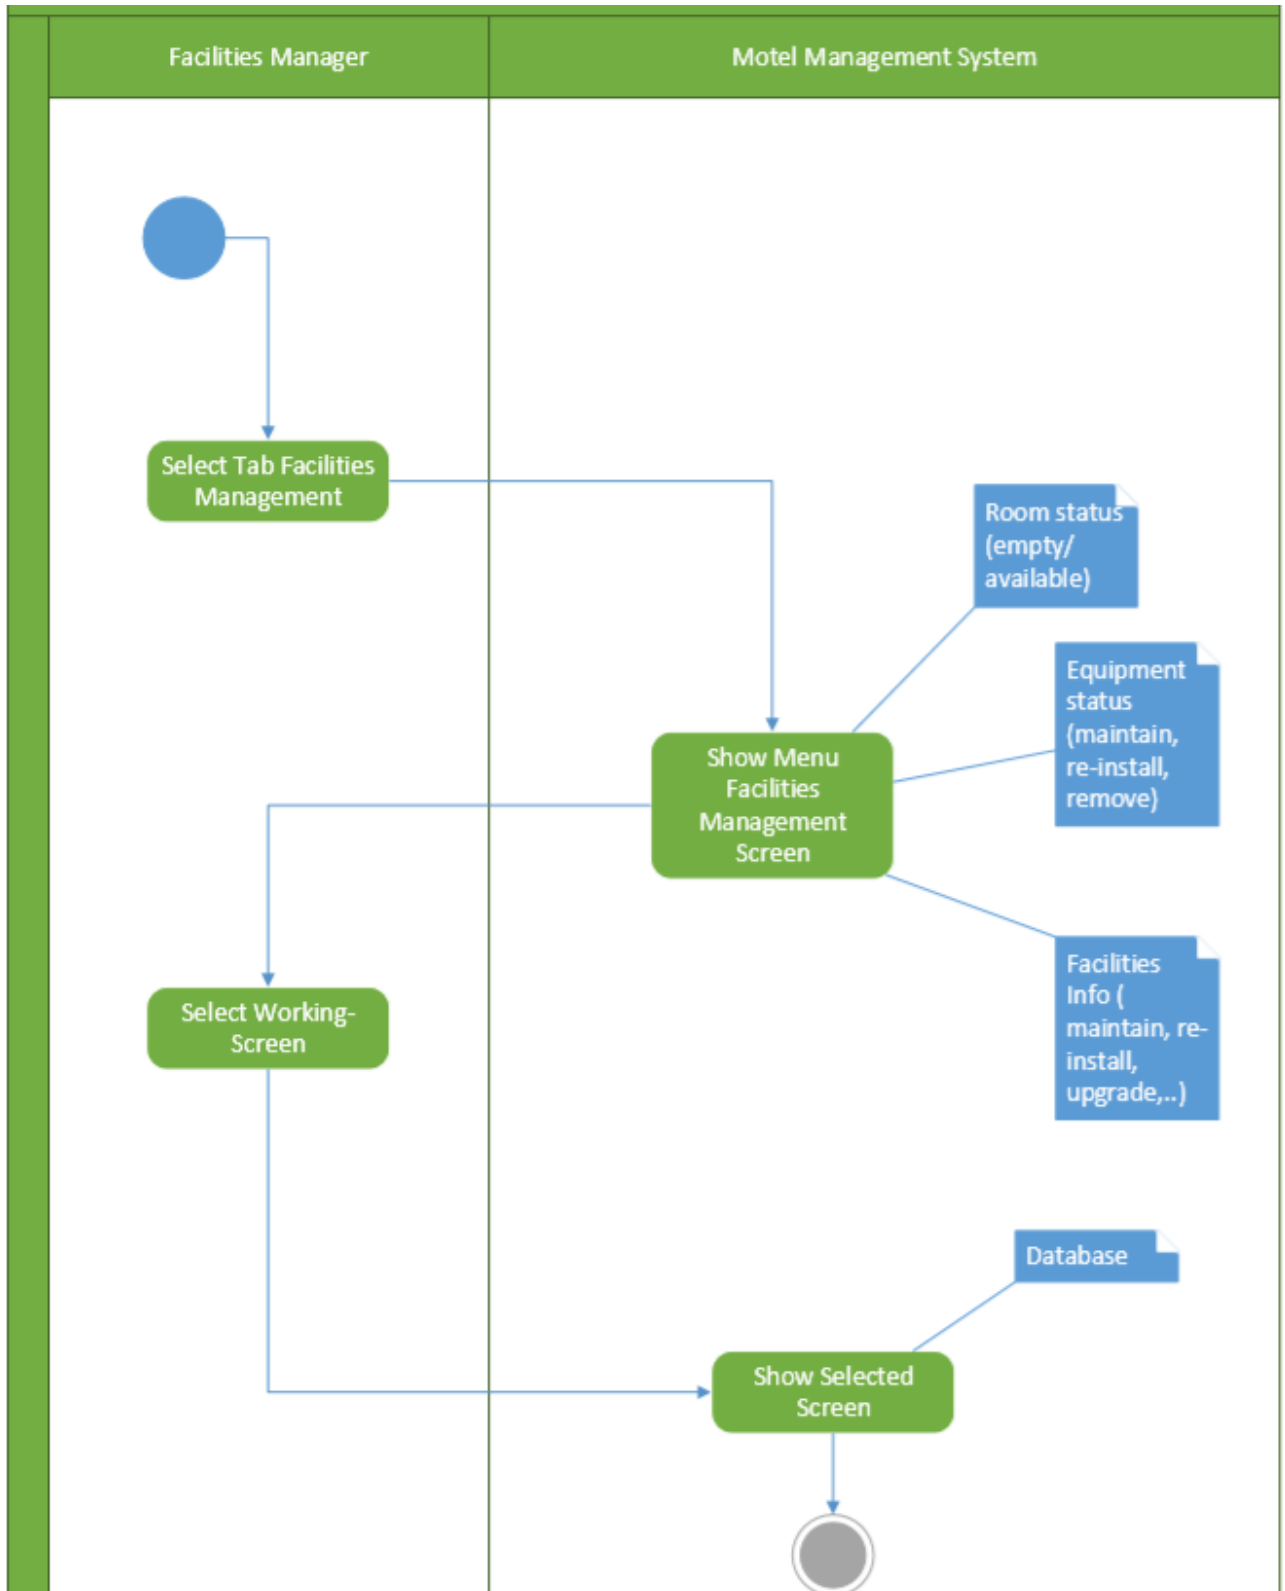 Facilities Manager
Motel Management System
Select Tab Facilities
Management
Room status
(empty/
available)
Equipment
status
(maintain,
re-install,
remove)
Show Menu
Facilities
Management
Screen
Facilities
Info (
maintain, re-
install,
upgrade,..)
Select Working-
Screen
Database
Show Selected
Screen